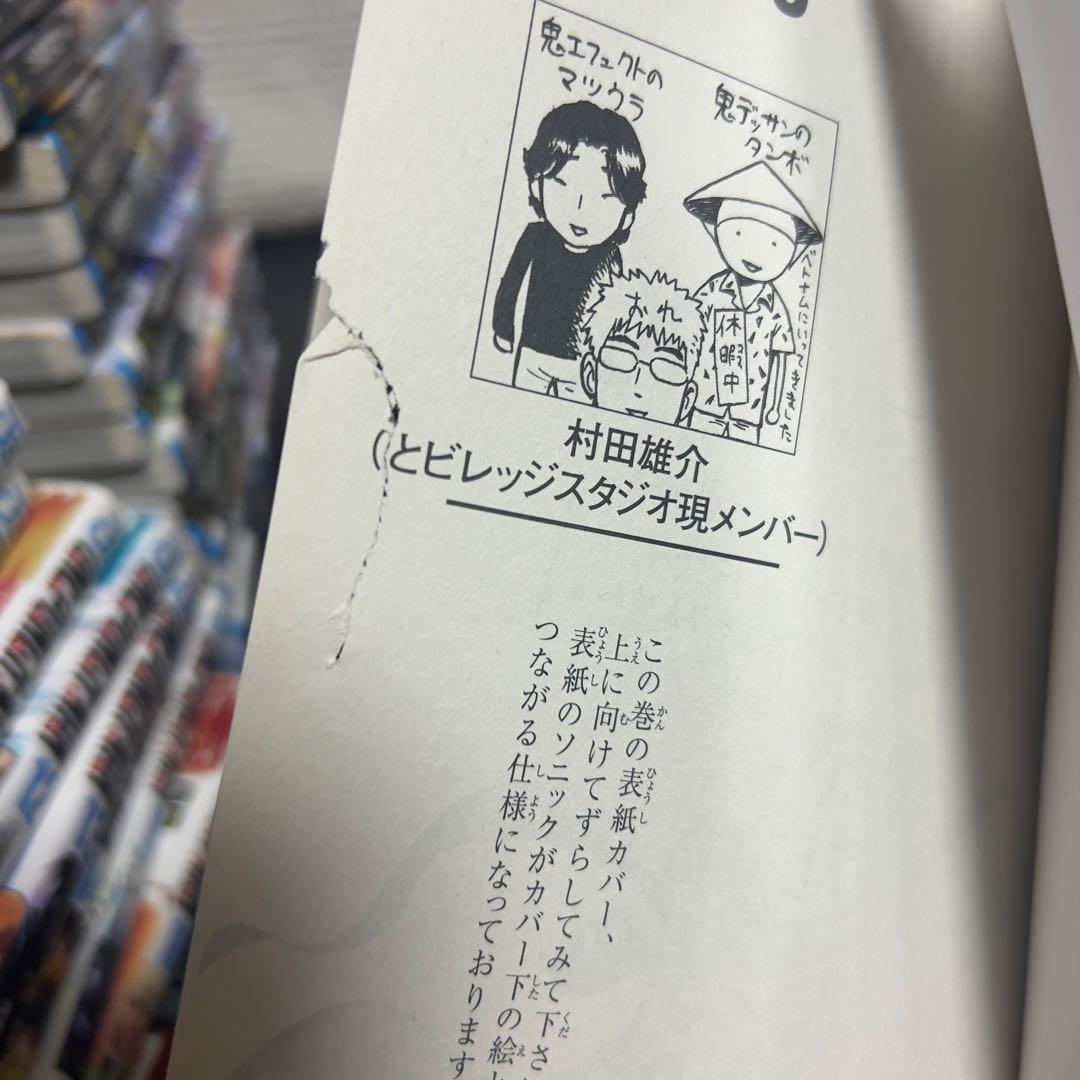 鬼エフェクトの
マツウラ
鬼デッサンの
タンボ
おれ
休暇中
ベトナムにいってきました
村田雄介
(とビレッジスタジオ現メンバー)
この巻の表紙カバー、
上に向けてずらしてみて下さ
表紙のソニックがカバー下の絵
つながる仕様になっております